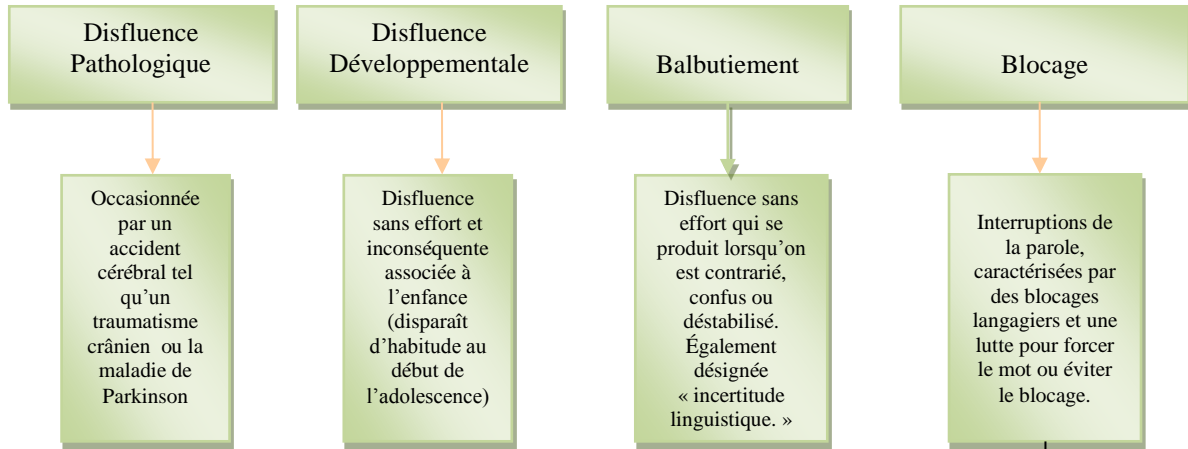 Disfluence
Pathologique
Disfluence
Développementale
Balbutiement
Blocage
Occasionnée
par un
accident
cérébral tel
qu’un
traumatisme
crânien ou la
maladie de
Parkinson
Disfluence
sans effort et
inconséquente
associée à
l’enfance
(disparaît
d’habitude au
début de
l’adolescence)
Disfluence sans
effort qui se
produit lorsqu’on
est contrarié,
confus ou
déstabilisé.
Également
désignée
« incertitude
linguistique. »
Interruptions de
la parole,
caractérisées par
des blocages
langagiers et une
lutte pour forcer
le mot ou éviter
le blocage.